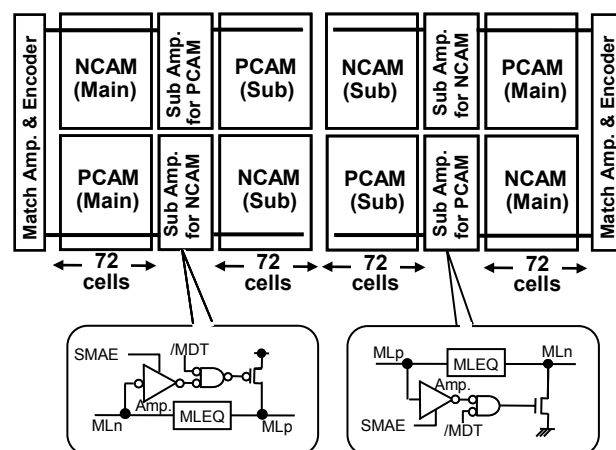 Match Amp. & Encoder
NCAM
(Main)
Sub Amp.
for PCAM
PCAM
(Sub)
NCAM
(Sub)
Sub Amp.
for NCAM
PCAM
(Main)
Match Amp. & Encoder
PCAM
(Main)
Sub Amp.
for NCAM
NCAM
(Sub)
PCAM
(Sub)
Sub Amp.
for PCAM
NCAM
(Main)
72
cells
72
cells
72
cells
72
cells
SMAE
/MDT
Amp.
MLn
MLEQ
MLp
MLp
MLEQ
MLn
Amp.
SMAE
/MDT